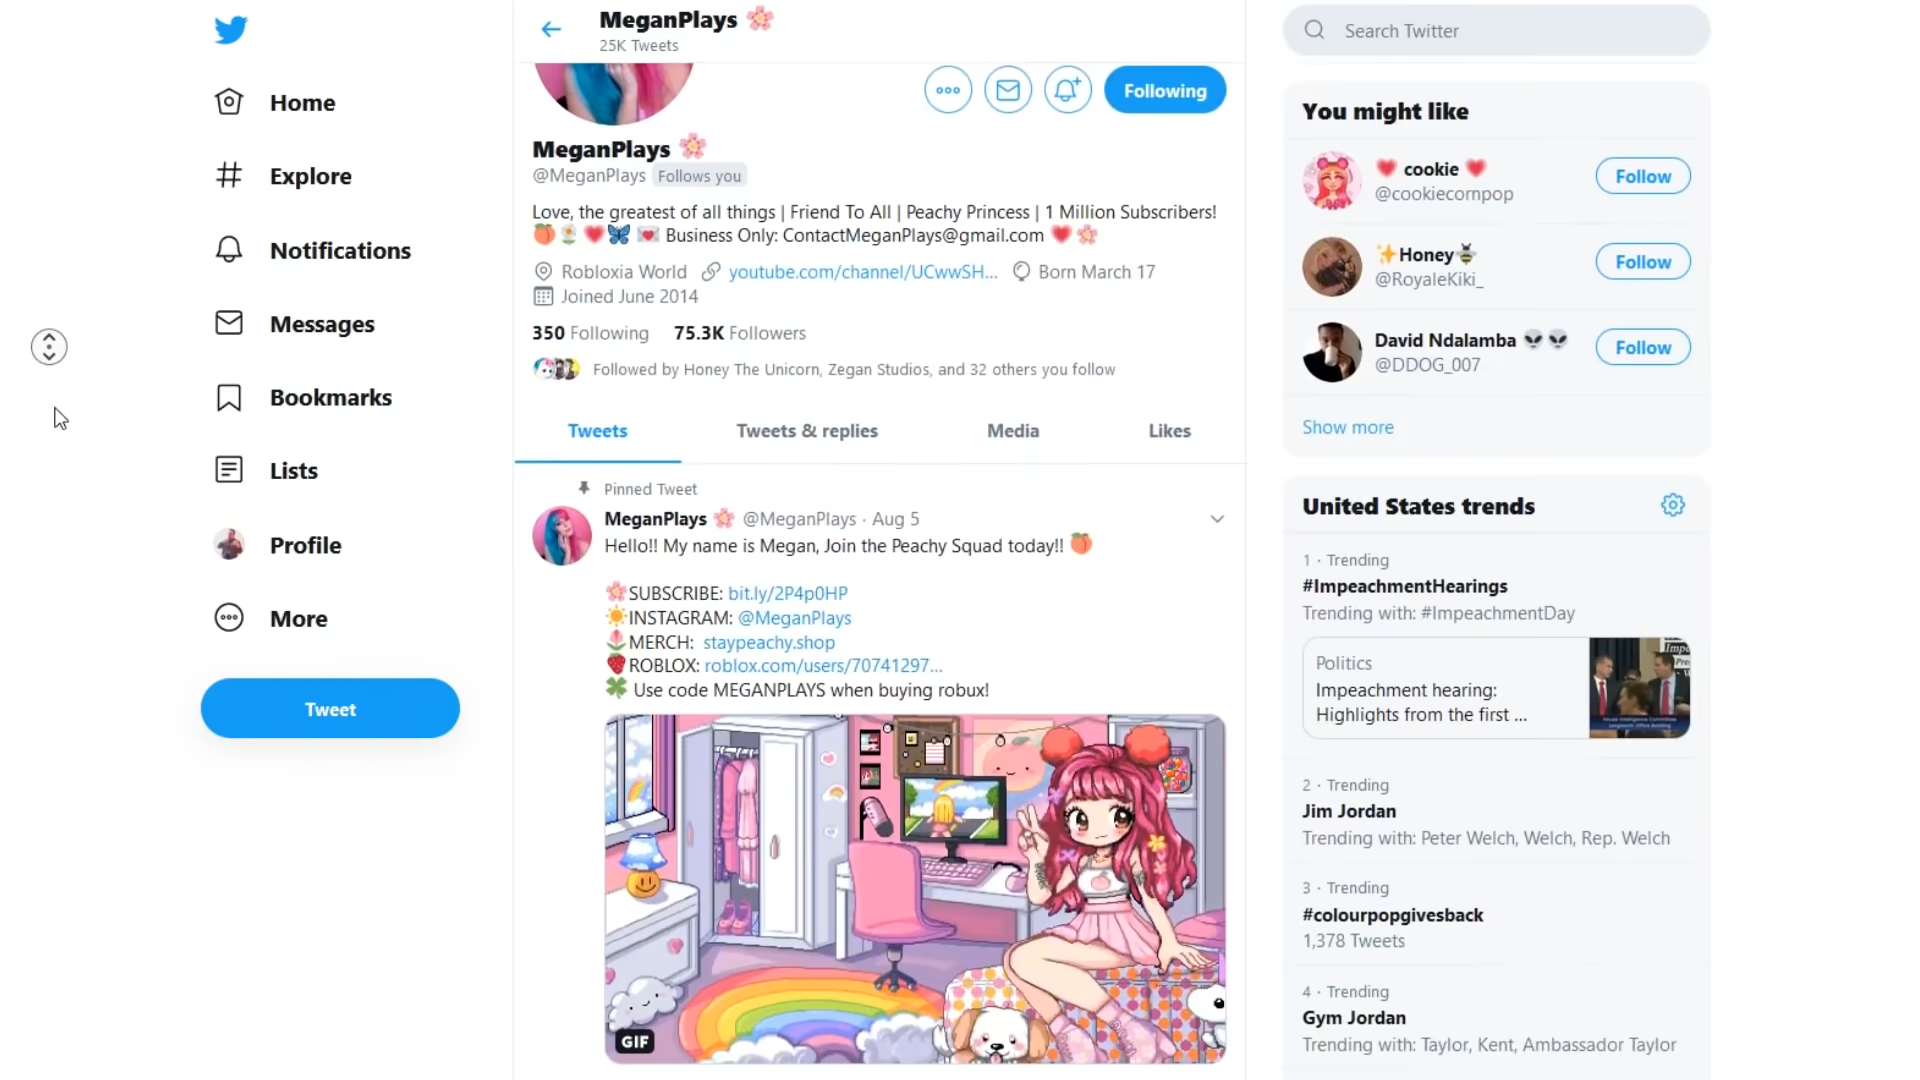 Home
Explore
Notifications
Messages
Bookmarks
Lists
Profile
More
Tweet
MeganPlays 🌸
25K Tweets
Following
MeganPlays 🌸
@MeganPlays Follows you
Love, the greatest of all things | Friend To All | Peachy Princess | 1 Million Subscribers!
🍑🌼❤️🦋💌 Business Only: ContactMeganPlays@gmail.com ❤️🌸
Robloxia World youtube.com/channel/UCwwSH... Born March 17
Joined June 2014
350 Following 75.3K Followers
Followed by Honey The Unicorn, Zegan Studios, and 32 others you follow
Tweets Tweets & replies Media Likes
Pinned Tweet
MeganPlays 🌸 @MeganPlays · Aug 5
Hello!! My name is Megan, Join the Peachy Squad today!! 🍑
🌸SUBSCRIBE: bit.ly/2P4p0HP
☀️INSTAGRAM: @MeganPlays
🌷MERCH: staypeachy.shop
🍓ROBLOX: roblox.com/users/70741297...
🍀 Use code MEGANPLAYS when buying robux!
GIF
Search Twitter
You might like
❤️ cookie ❤️
@cookiecornpop
Follow
✨Honey🐝
@RoyaleKiki_
Follow
David Ndalamba 👽👽
@DDOG_007
Follow
Show more
United States trends
1 · Trending
#ImpeachmentHearings
Trending with: #ImpeachmentDay
Politics
Impeachment hearing:
Highlights from the first ...
2 · Trending
Jim Jordan
Trending with: Peter Welch, Welch, Rep. Welch
3 · Trending
#colourpopgivesback
1,378 Tweets
4 · Trending
Gym Jordan
Trending with: Taylor, Kent, Ambassador Taylor